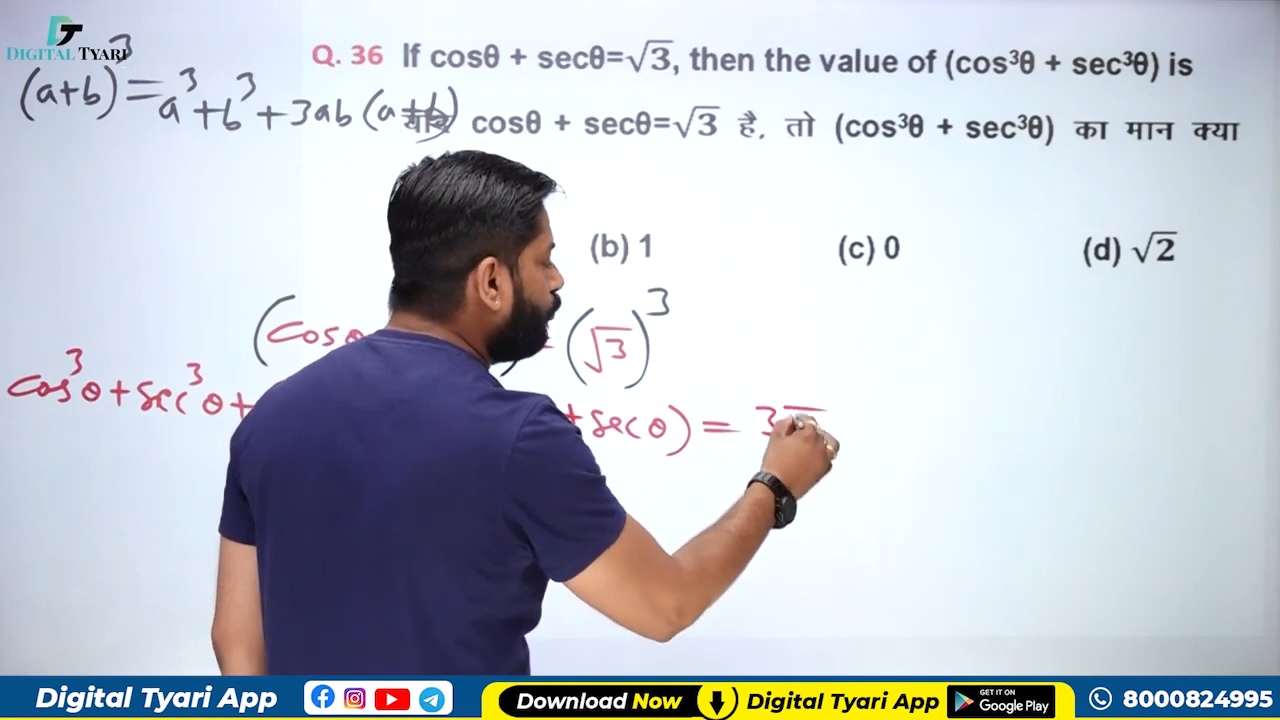 DIGITAL TYARI
Q. 36 If cosθ + secθ=√3, then the value of (cos³θ + sec³θ) is
(a+b)³=a³+b³+3ab(a+b)
cosθ + secθ=√3 है, तो (cos³θ + sec³θ) का मान क्या
(b) 1 (c) 0 (d) √2
(cosθ = (√3)³
cos³θ+sec³θ+ +secθ) = 3
Digital Tyari App Download Now Digital Tyari App GET IT ON Google Play 8000824995